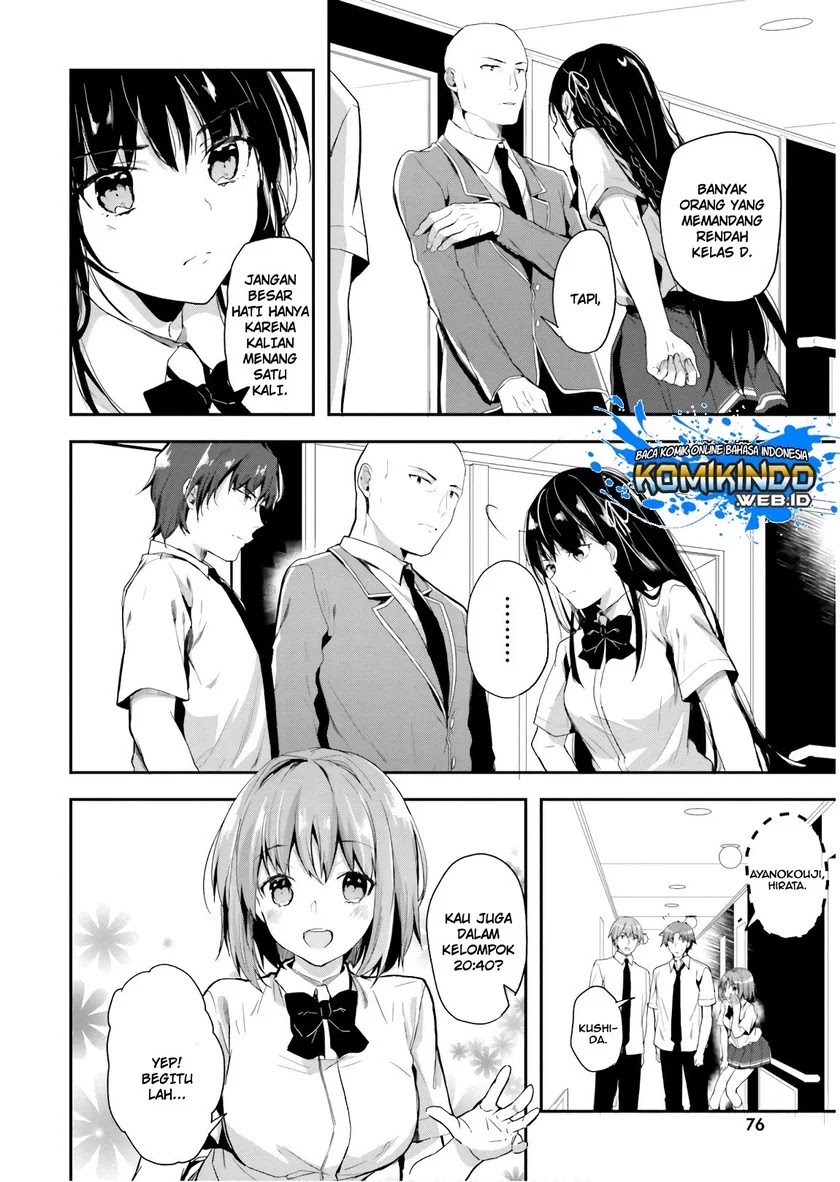 BANYAK
ORANG YANG
MEMANDANG
RENDAH
KELAS D.
TAPI,
JANGAN
BESAR
HATI HANYA
KARENA
KALIAN
MENANG
SATU
KALI.
BACA KOMIK ONLINE BAHASA INDONESIA
KOMIKINDO
WEB.ID
.........
AYANOKOUJI,
HIRATA.
KUSHI-
DA.
KAU JUGA
DALAM
KELOMPOK
20:40?
YEP!
BEGITU
LAH...
76